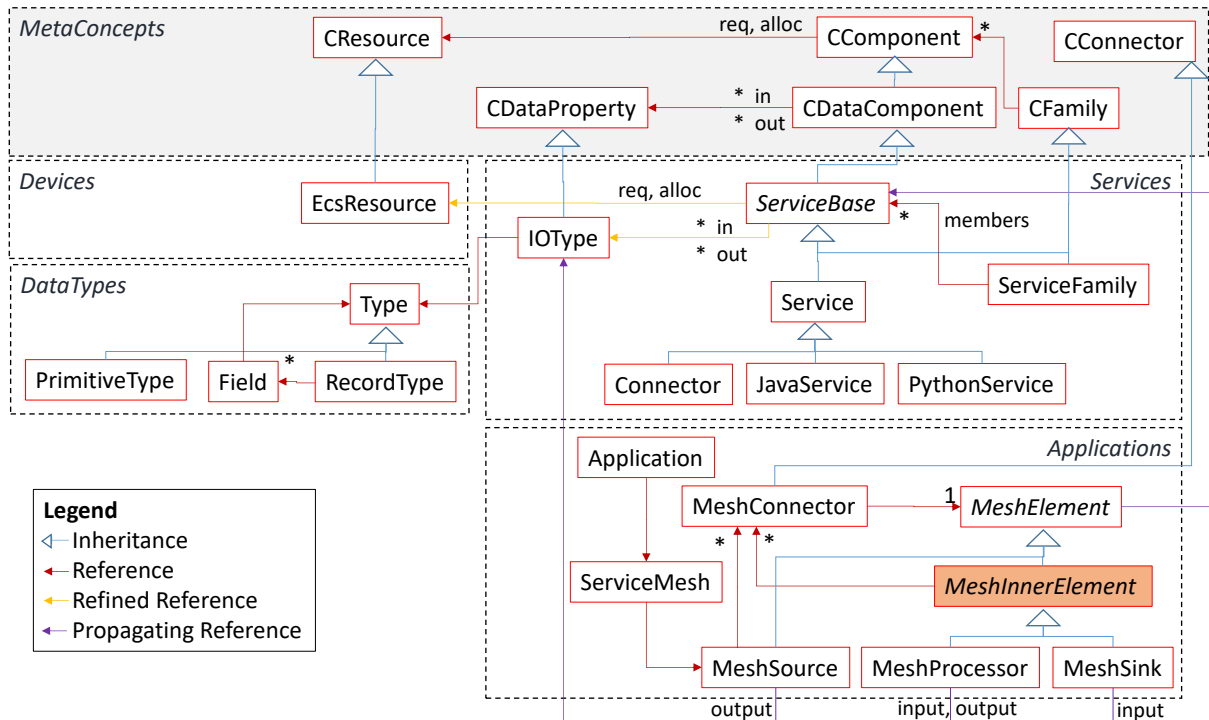 MetaConcepts
CResource
req, alloc
CComponent
*
CConnector
CDataProperty
* in
* out
CDataComponent
CFamily
Devices
EcsResource
req, alloc
ServiceBase
*
Services
members
IOType
* in
* out
ServiceFamily
DataTypes
Type
Service
PrimitiveType
Field
*
RecordType
Connector
JavaService
PythonService
Applications
Application
MeshConnector
1
MeshElement
*
*
ServiceMesh
MeshInnerElement
MeshSource
MeshProcessor
MeshSink
output
input, output
input
Legend
Inheritance
Reference
Refined Reference
Propagating Reference